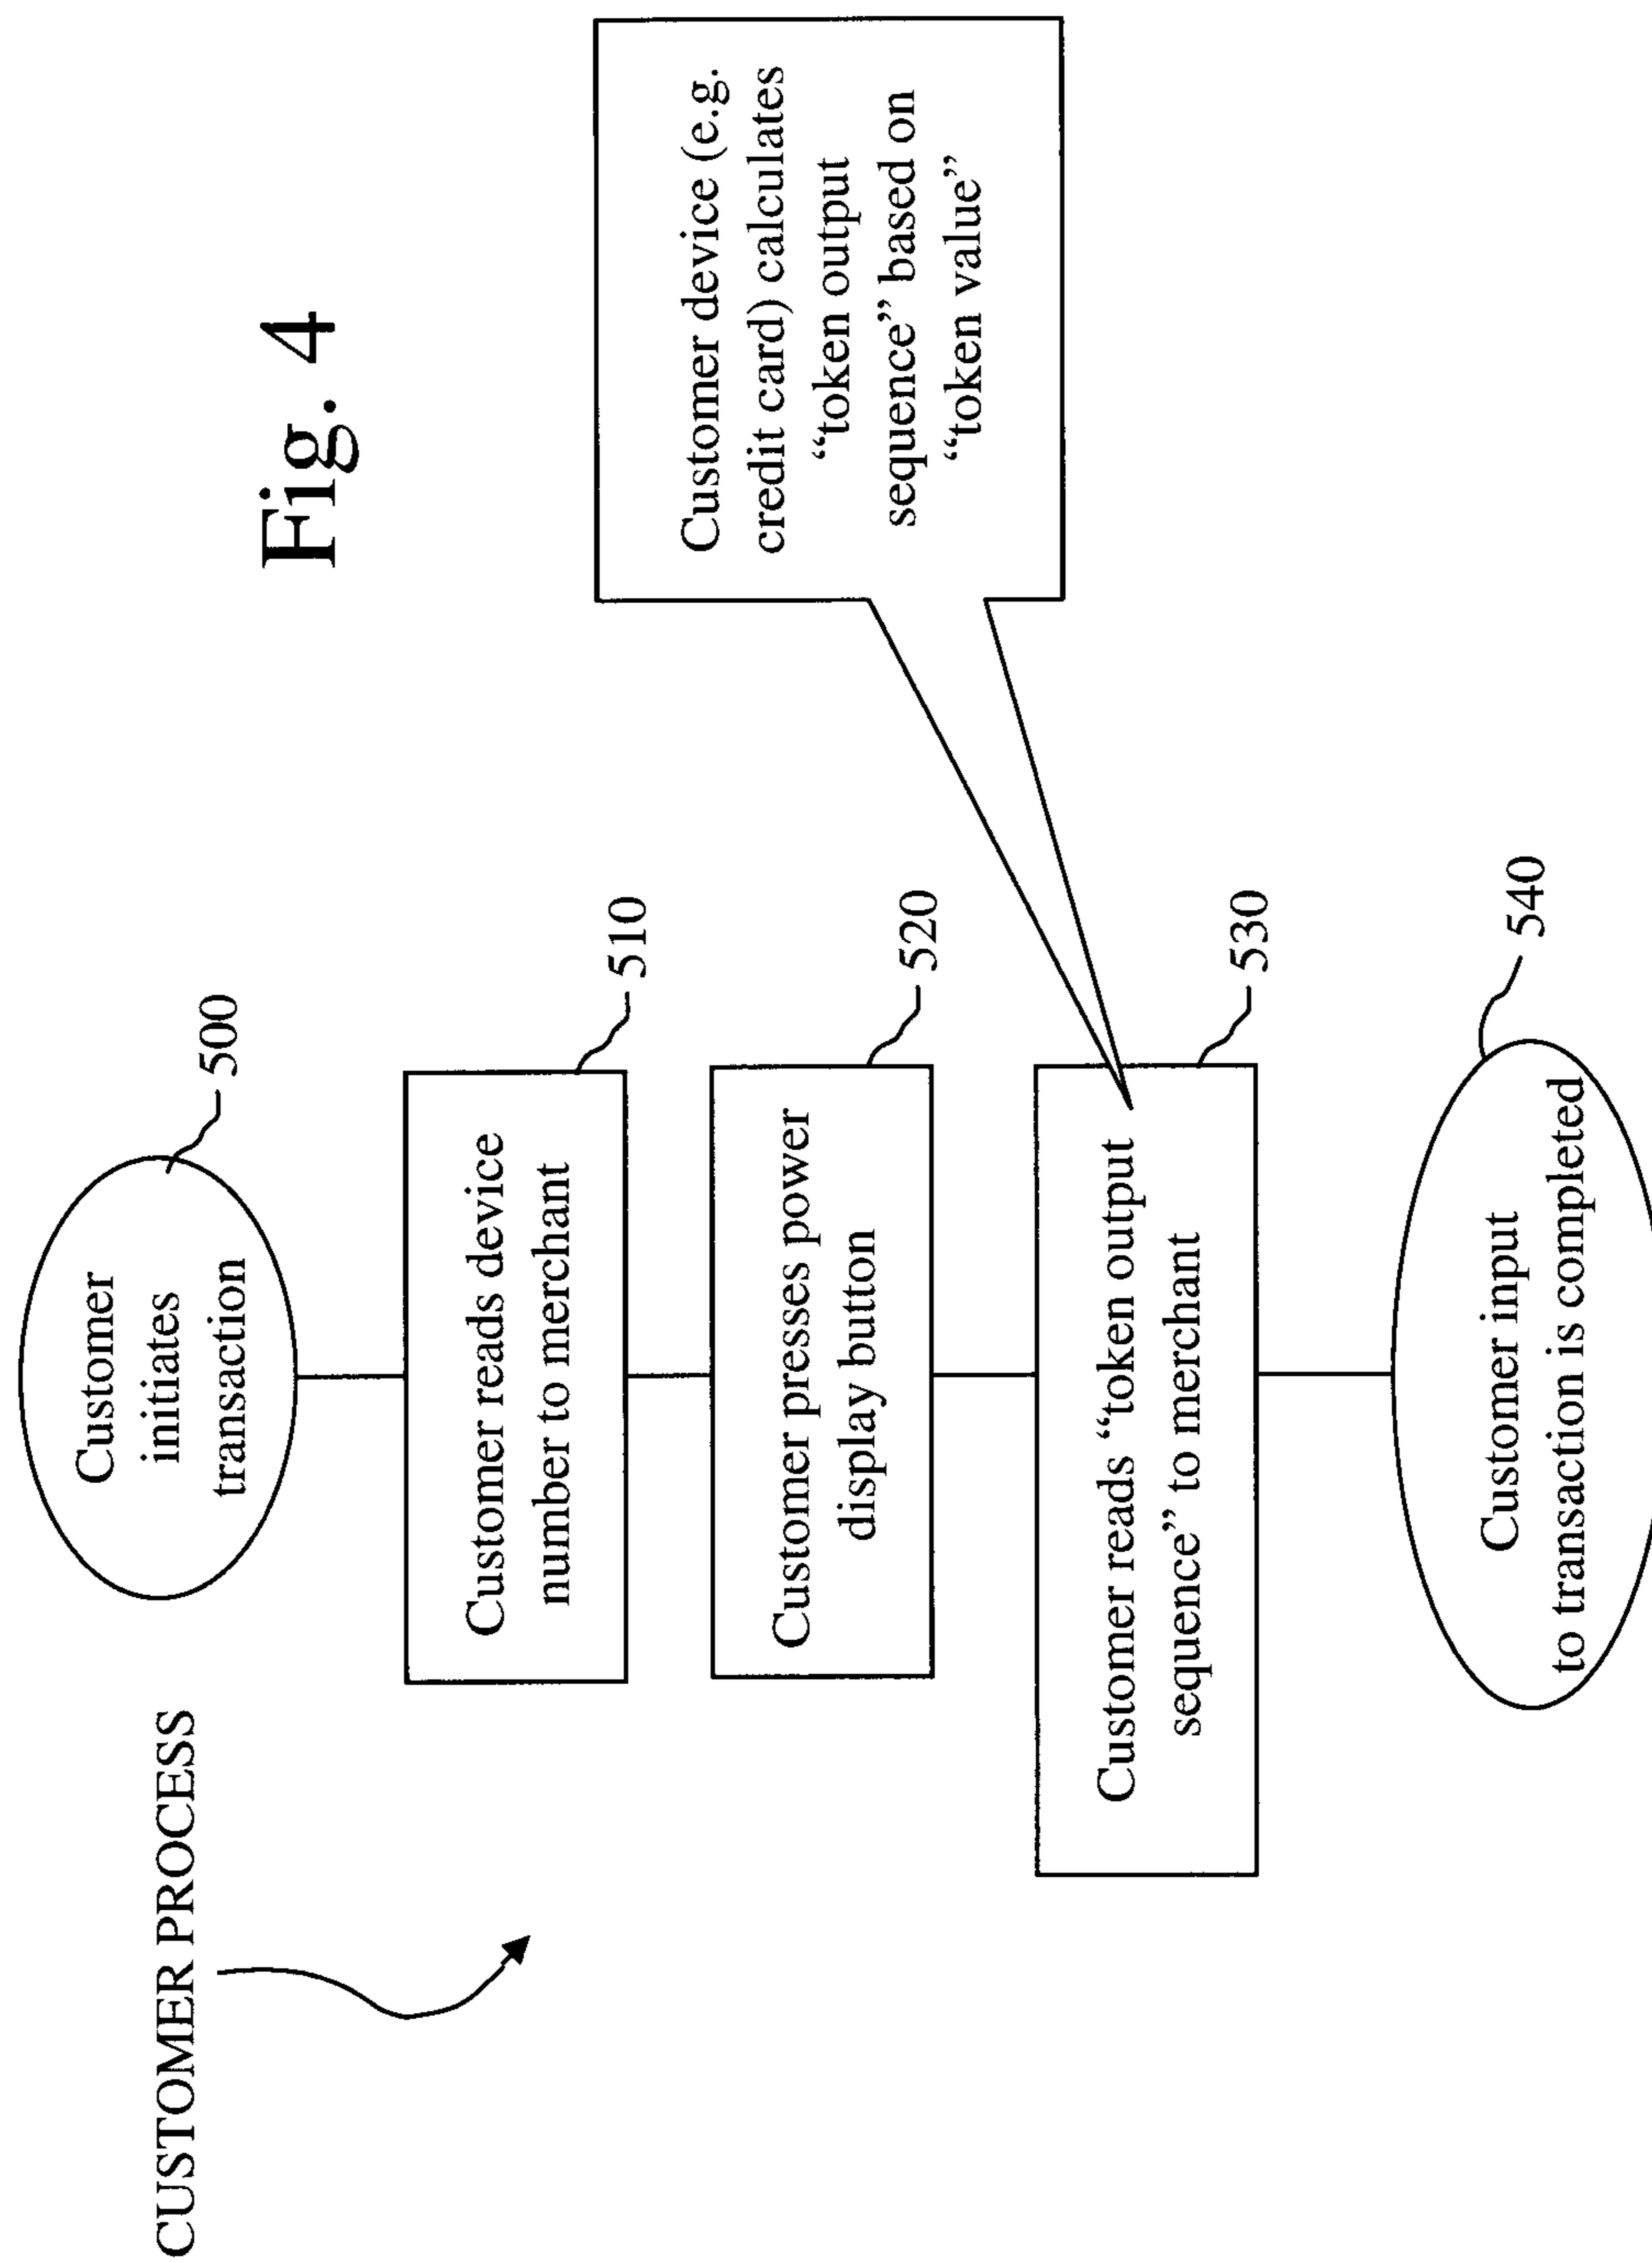 Fig. 4
CUSTOMER PROCESS
Customer
initiates
transaction
500
Customer reads device
number to merchant
510
Customer presses power
display button
520
Customer reads “token output
sequence” to merchant
530
Customer device (e.g.
credit card) calculates
“token output
sequence” based on
“token value”
Customer input
to transaction is completed
540